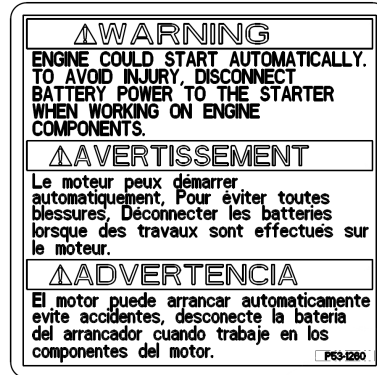 ⚠WARNING
ENGINE COULD START AUTOMATICALLY.
TO AVOID INJURY, DISCONNECT
BATTERY POWER TO THE STARTER
WHEN WORKING ON ENGINE
COMPONENTS.
⚠AVERTISSEMENT
Le moteur peux démarrer
automatiquement, Pour éviter toutes
blessures, Déconnecter les batteries
lorsque des travaux sont effectués sur
le moteur.
⚠ADVERTENCIA
El motor puede arrancar automaticamente
evite accidentes, desconecte la bateria
del arrancador cuando trabaje en los
componentes del motor.
P53-1260